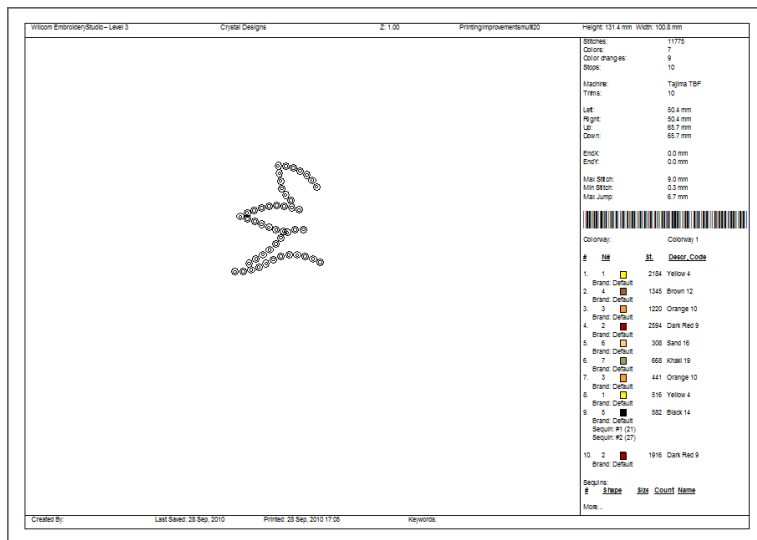 Wilcom EmbroideryStudio – Level 3 Crystal Designs Z: 1.00 Printingimprovementsmulti20 Height: 131.4 mm Width: 100.8 mm
Stitches: 11775
Colors: 7
Color changes: 9
Stops: 10
Machine: Tajima TBF
Trims: 10
Left: 50.4 mm
Right: 50.4 mm
Up: 65.7 mm
Down: 65.7 mm
EndX: 0.0 mm
EndY: 0.0 mm
Max Stitch: 9.0 mm
Min Stitch: 0.3 mm
Max Jump: 6.7 mm
Colorway: Colorway 1
# N# St. Descr, Code
1. 1 2184 Yellow 4
Brand: Default
2. 4 1345 Brown 12
Brand: Default
3. 3 1220 Orange 10
Brand: Default
4. 2 2594 Dark Red 9
Brand: Default
5. 6 308 Sand 16
Brand: Default
6. 7 668 Khaki 19
Brand: Default
7. 3 441 Orange 10
Brand: Default
8. 1 516 Yellow 4
Brand: Default
9. 5 582 Black 14
Brand: Default
Sequin: #1 (21)
Sequin: #2 (27)
10. 2 1916 Dark Red 9
Brand: Default
Sequins:
# Shape Size Count Name
More...
Created By: Last Saved: 28 Sep, 2010 Printed: 28 Sep, 2010 17:05 Keywords: